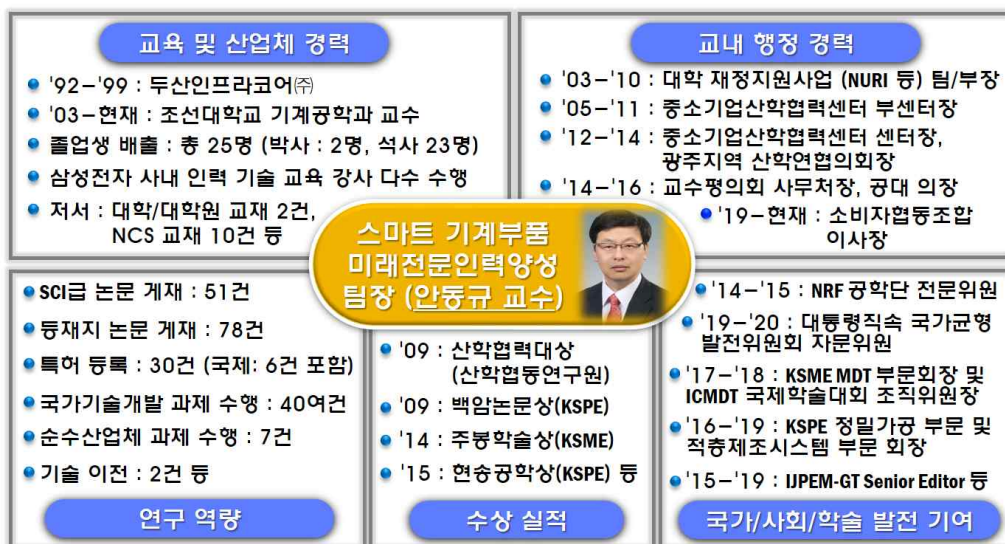 교육 및 산업체 경력
'92-'99 : 두산인프라코어㈜
'03-현재 : 조선대학교 기계공학과 교수
졸업생 배출 : 총 25명 (박사 : 2명, 석사 23명)
삼성전자 사내 인력 기술 교육 강사 다수 수행
저서 : 대학/대학원 교재 2건,
NCS 교재 10건 등
교내 행정 경력
'03-'10 : 대학 재정지원사업 (NURI 등) 팀/부장
'05-'11 : 중소기업산학협력센터 부센터장
'12-'14 : 중소기업산학협력센터 센터장,
광주지역 산학연협의회장
'14-'16 : 교수평의회 사무처장, 공대 의장
'19-현재 : 소비자협동조합
이사장
스마트 기계부품
미래전문인력양성
팀장 (안동규 교수)
SCI급 논문 게재 : 51건
등재지 논문 게재 : 78건
특허 등록 : 30건 (국제: 6건 포함)
국가기술개발 과제 수행 : 40여건
순수산업체 과제 수행 : 7건
기술 이전 : 2건 등
연구 역량
'09 : 산학협력대상
(산학협동연구원)
'09 : 백암논문상(KSPE)
'14 : 주봉학술상(KSME)
'15 : 현송공학상(KSPE) 등
수상 실적
'14-'15 : NRF 공학단 전문위원
'19-'20 : 대통령직속 국가균형
발전위원회 자문위원
'17-'18 : KSME MDT 부문회장 및
ICMDT 국제학술대회 조직위원장
'16-'19 : KSPE 정밀가공 부문 및
적층제조시스템 부문 회장
'15-'19 : IJPEM-GT Senior Editor 등
국가/사회/학술 발전 기여